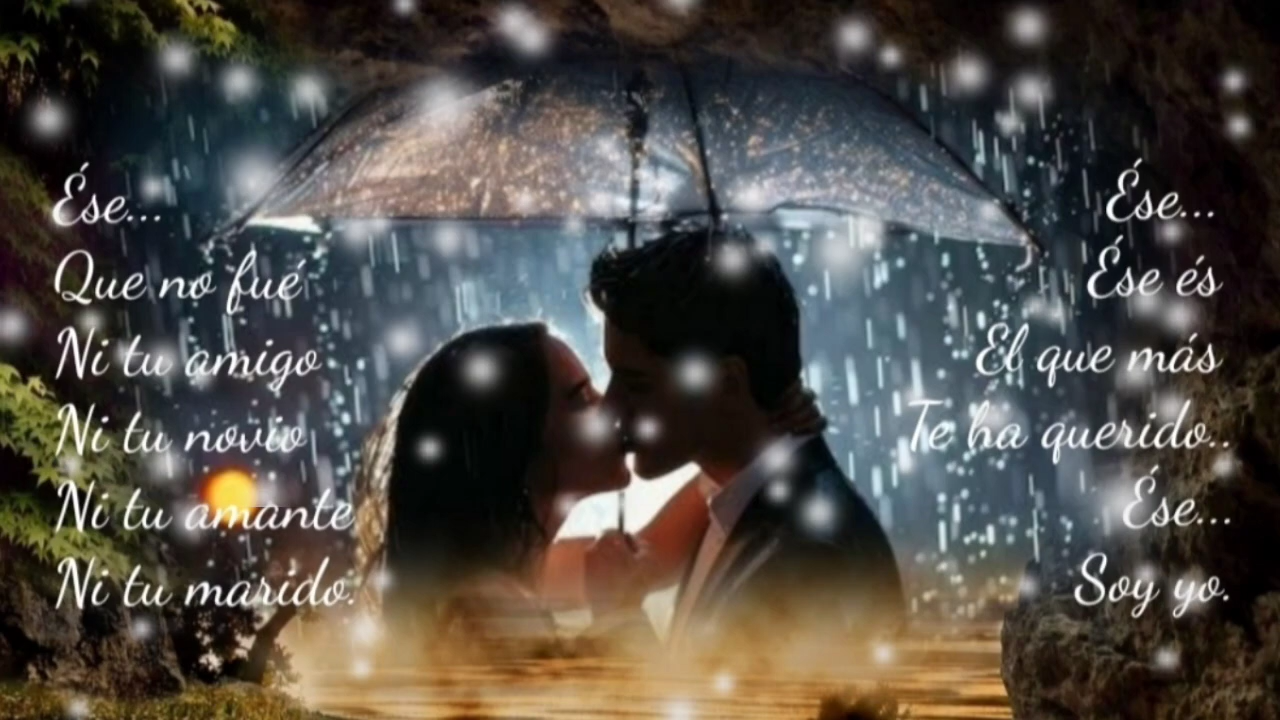 Ése...
Que no fué
Ni tu amigo
Ni tu novio
Ni tu amante
Ni tu marido.
Ése...
Ése és
El que más
Te ha querido..
Ése...
Soy yo.